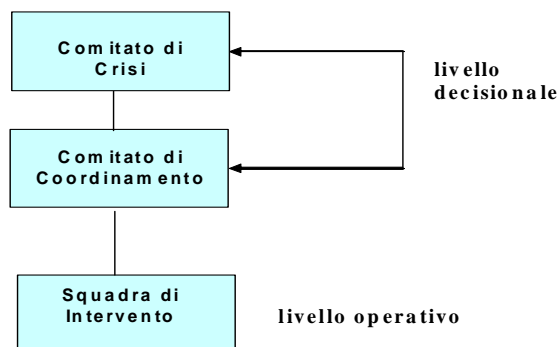 Comitato di
Crisi
livello
decisionale
Comitato di
Coordinamento
Squadra di
Intervento
livello operativo